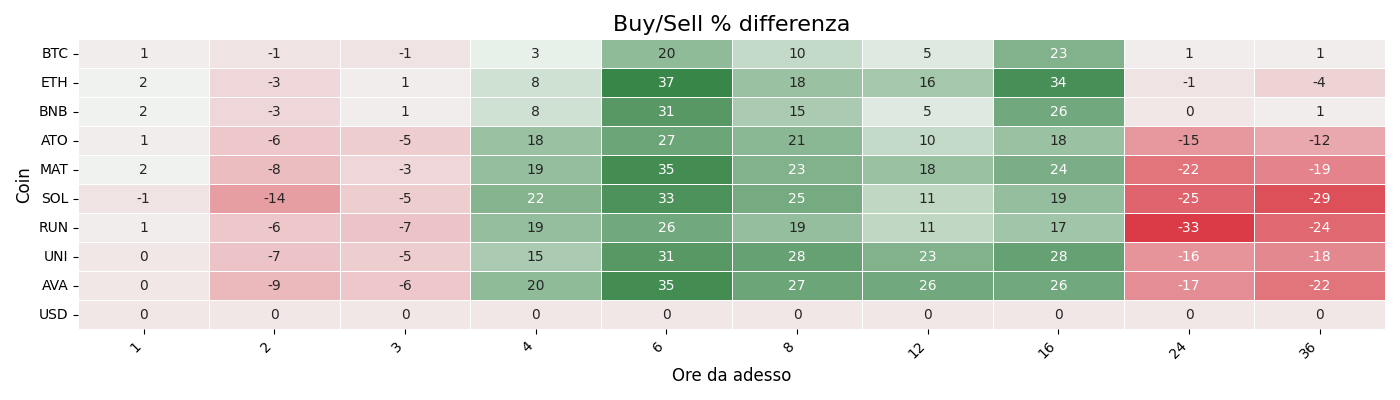 Buy/Sell % differenza
Coin
BTC 1 -1 -1 3 20 10 5 23 1 1
ETH 2 -3 1 8 37 18 16 34 -1 -4
BNB 2 -3 1 8 31 15 5 26 0 1
ATO 1 -6 -5 18 27 21 10 18 -15 -12
MAT 2 -8 -3 19 35 23 18 24 -22 -19
SOL -1 -14 -5 22 33 25 11 19 -25 -29
RUN 1 -6 -7 19 26 19 11 17 -33 -24
UNI 0 -7 -5 15 31 28 23 28 -16 -18
AVA 0 -9 -6 20 35 27 26 26 -17 -22
USD 0 0 0 0 0 0 0 0 0 0
1 2 3 4 6 8 12 16 24 36
Ore da adesso